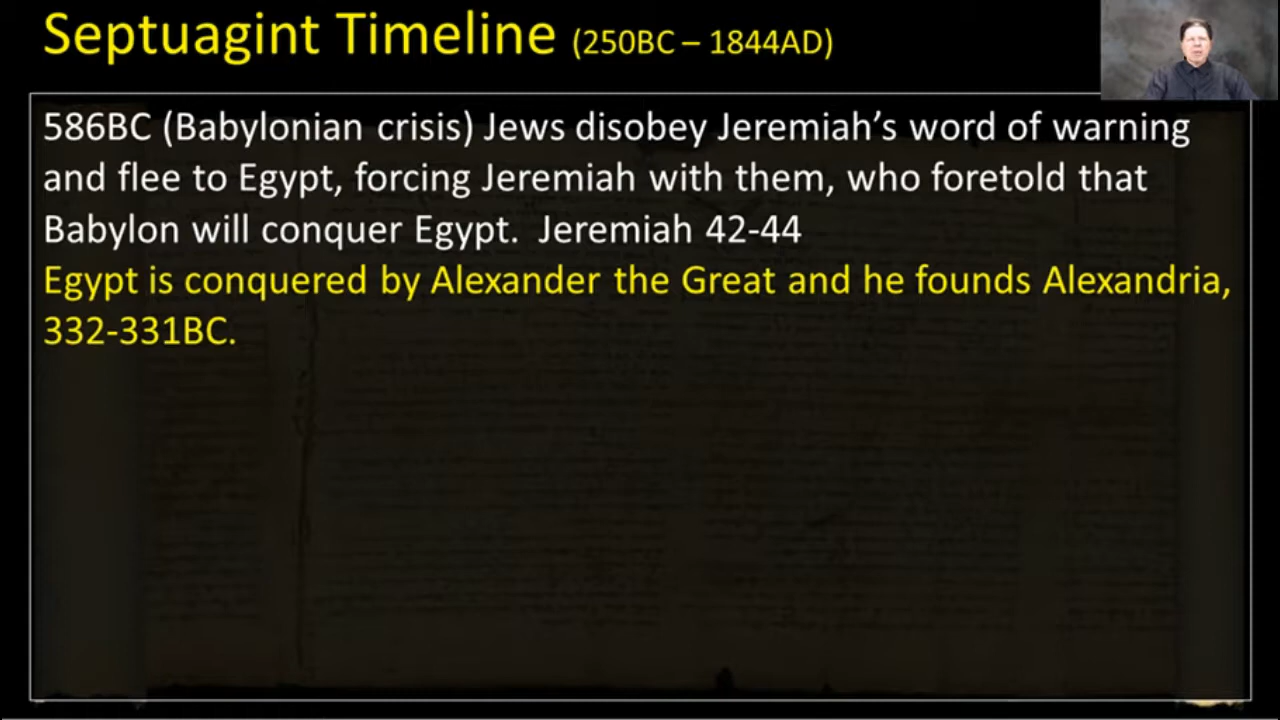 Septuagint Timeline (250BC – 1844AD)
586BC (Babylonian crisis) Jews disobey Jeremiah’s word of warning
and flee to Egypt, forcing Jeremiah with them, who foretold that
Babylon will conquer Egypt.  Jeremiah 42-44
Egypt is conquered by Alexander the Great and he founds Alexandria,
332-331BC.